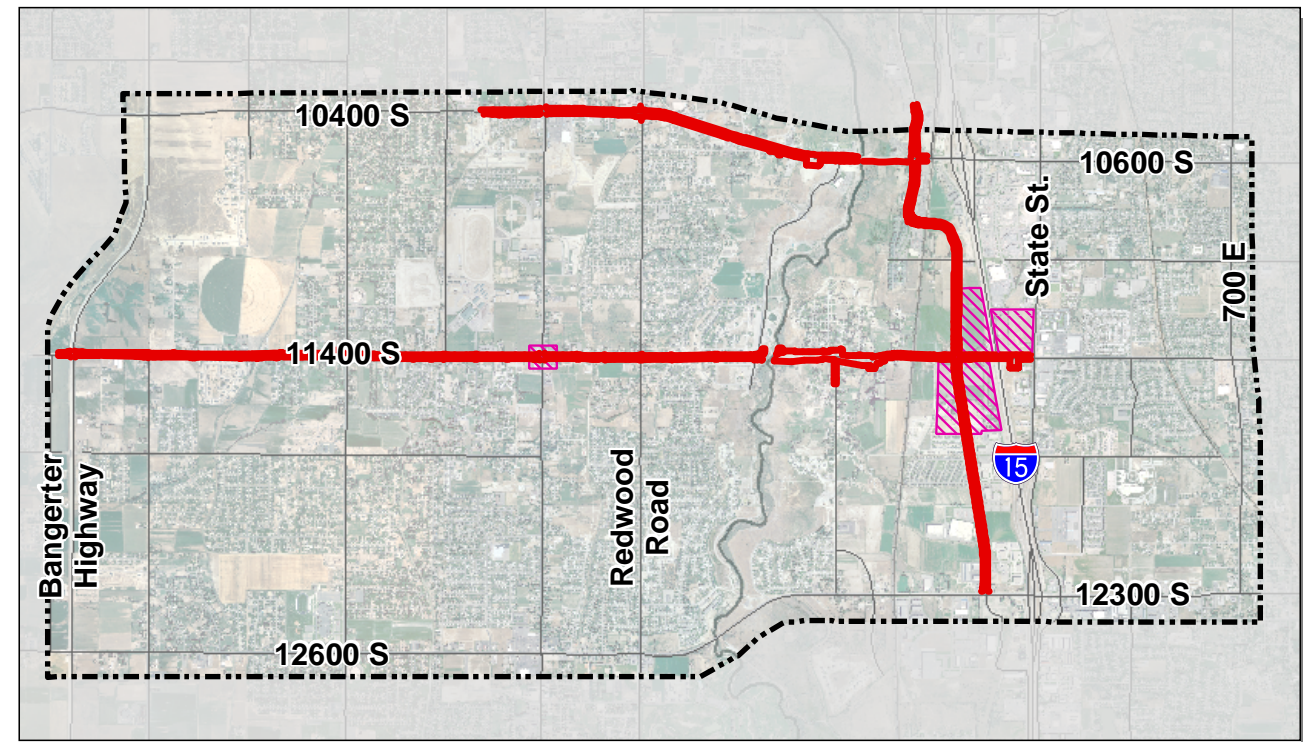 10400 S
10600 S
State St.
700 E
11400 S
15
Bangerter
Highway
Redwood
Road
12300 S
12600 S